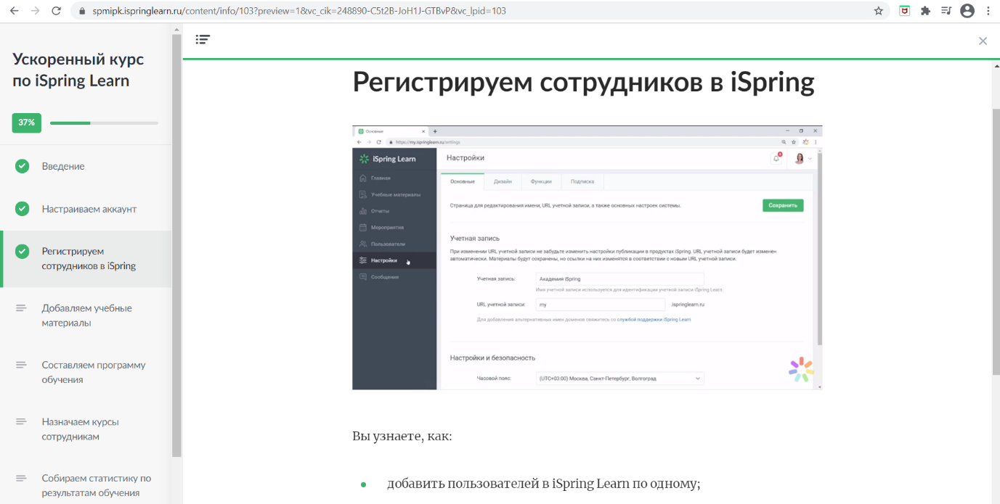 spmipk.ispringlearn.ru/content/info/103?preview=1&vc_cik=248890-C5t2B-JoH1J-GTBvP&vc_lpid=103
Ускоренный курс
по iSpring Learn
37%
Введение
Настраиваем аккаунт
Регистрируем
сотрудников в iSpring
Добавляем учебные
материалы
Составляем программу
обучения
Назначаем курсы
сотрудникам
Собираем статистику по
результатам обучения
Регистрируем сотрудников в iSpring
Основные
https://my.ispringlearn.ru/settings
iSpring Learn
Главная
Учебные материалы
Отчеты
Мероприятия
Пользователи
Настройки
Сообщения
Настройки
Основные
Дизайн
Функции
Подписка
Страница для редактирования имени, URL учетной записи, а также основных настроек системы.
Сохранить
Учетная запись
При изменении URL учетной записи не забудьте изменить настройки публикации в продуктах iSpring. URL учетной записи будет изменен
автоматически. Материалы будут сохранены, но ссылки на них изменятся в соответствии с новым URL учетной записи.
Учетная запись:
Академия iSpring
Имя учетной записи используется для идентификации учетной записи iSpring Learn.
URL учетной записи:
my
.ispringlearn.ru
Для добавления альтернативных имен доменов свяжитесь со службой поддержки iSpring Learn
Настройки и безопасность
Часовой пояс:
(UTC+03:00) Москва, Санкт-Петербург, Волгоград
Вы узнаете, как:
добавить пользователей в iSpring Learn по одному;